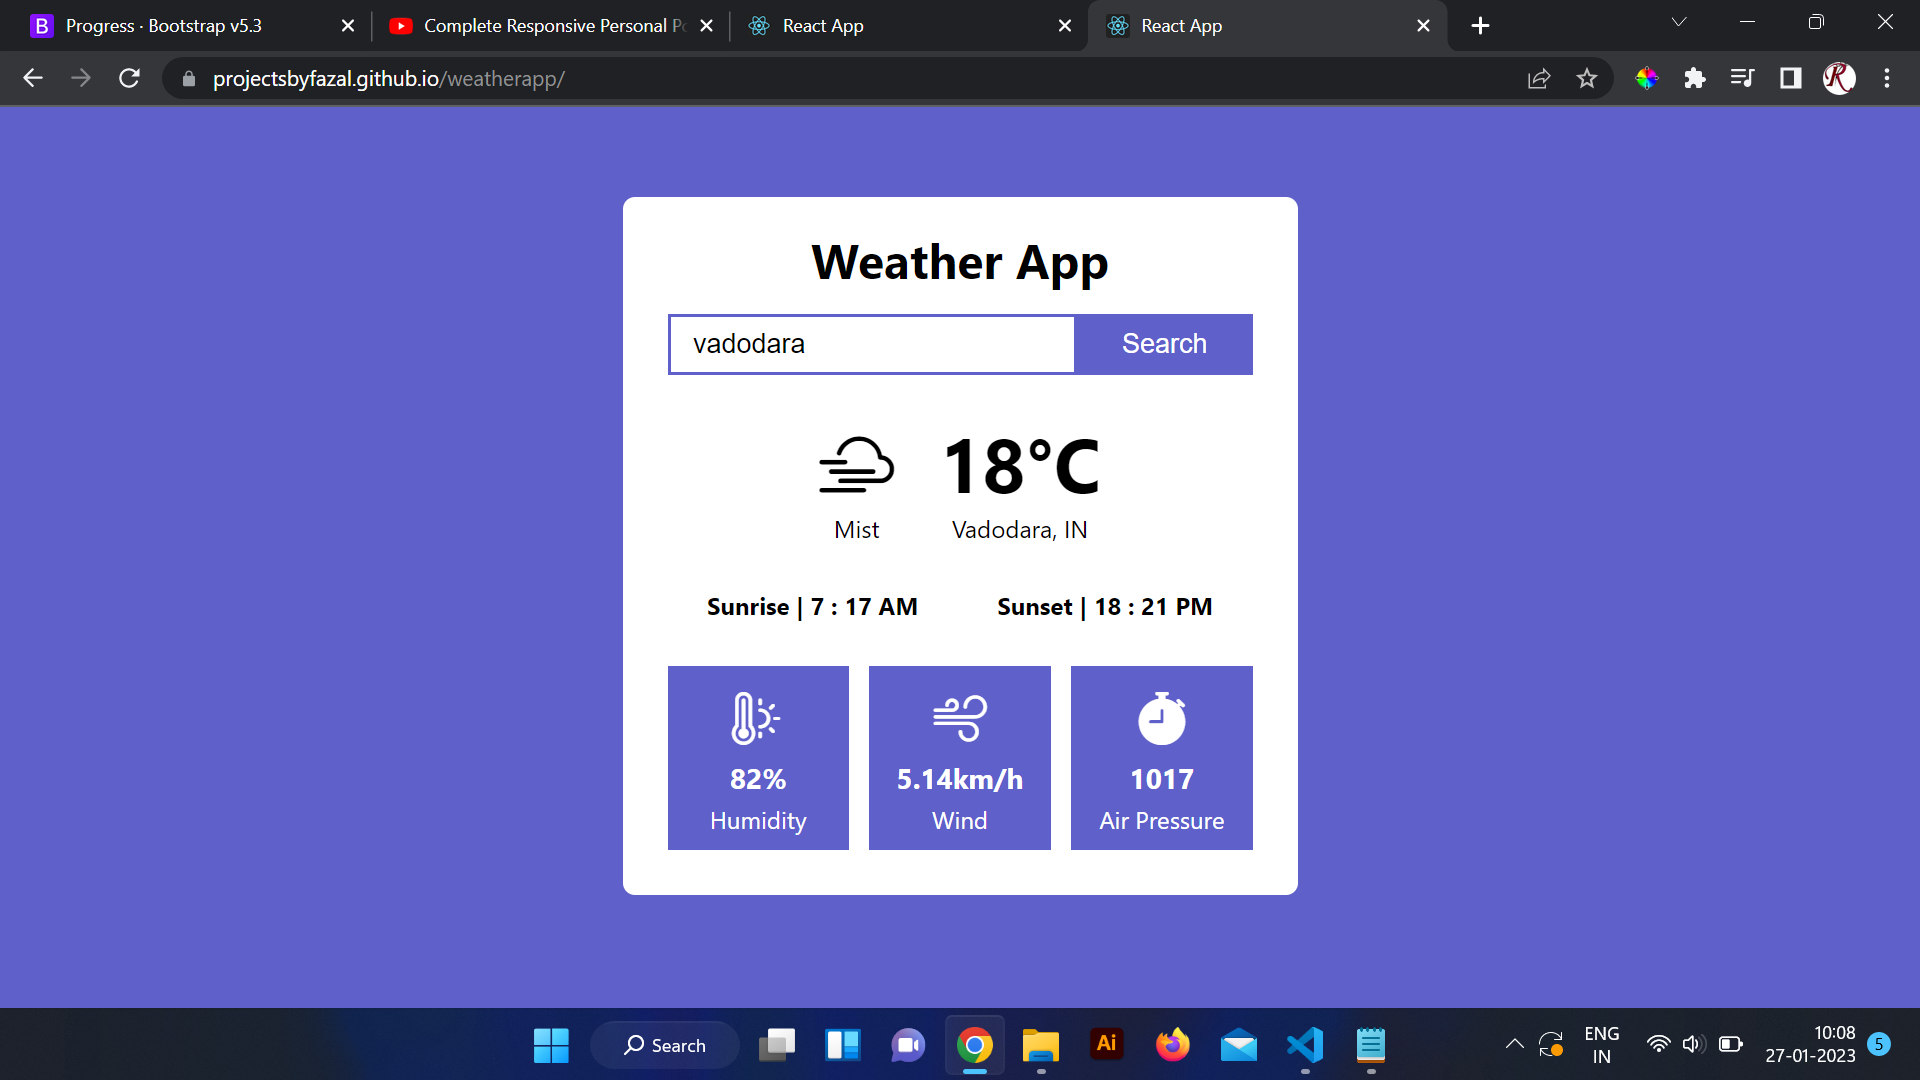 Progress · Bootstrap v5.3
Complete Responsive Personal Po
React App
React App
projectsbyfazal.github.io/weatherapp/
Weather App
vadodara
Search
18°C
Mist
Vadodara, IN
Sunrise | 7 : 17 AM
Sunset | 18 : 21 PM
82%
Humidity
5.14km/h
Wind
1017
Air Pressure
Search
Ai
ENG
IN
10:08
27-01-2023
5